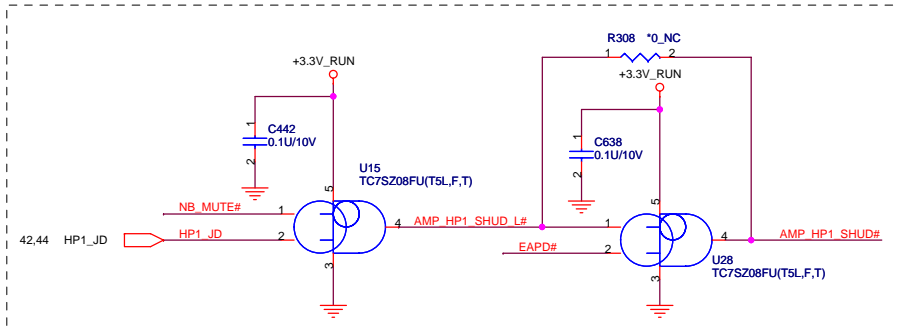 R308 *0_NC
1 2
+3.3V_RUN
+3.3V_RUN
1
C442
0.1U/10V
2
1
C638
0.1U/10V
2
U15
TC7SZ08FU(T5L,F,T)
5
5
NB_MUTE# 1
4 AMP_HP1_SHUD_L# 1
42,44 HP1_JD HP1_JD 2
4 AMP_HP1_SHUD#
EAPD# 2
U28
TC7SZ08FU(T5L,F,T)
3
3